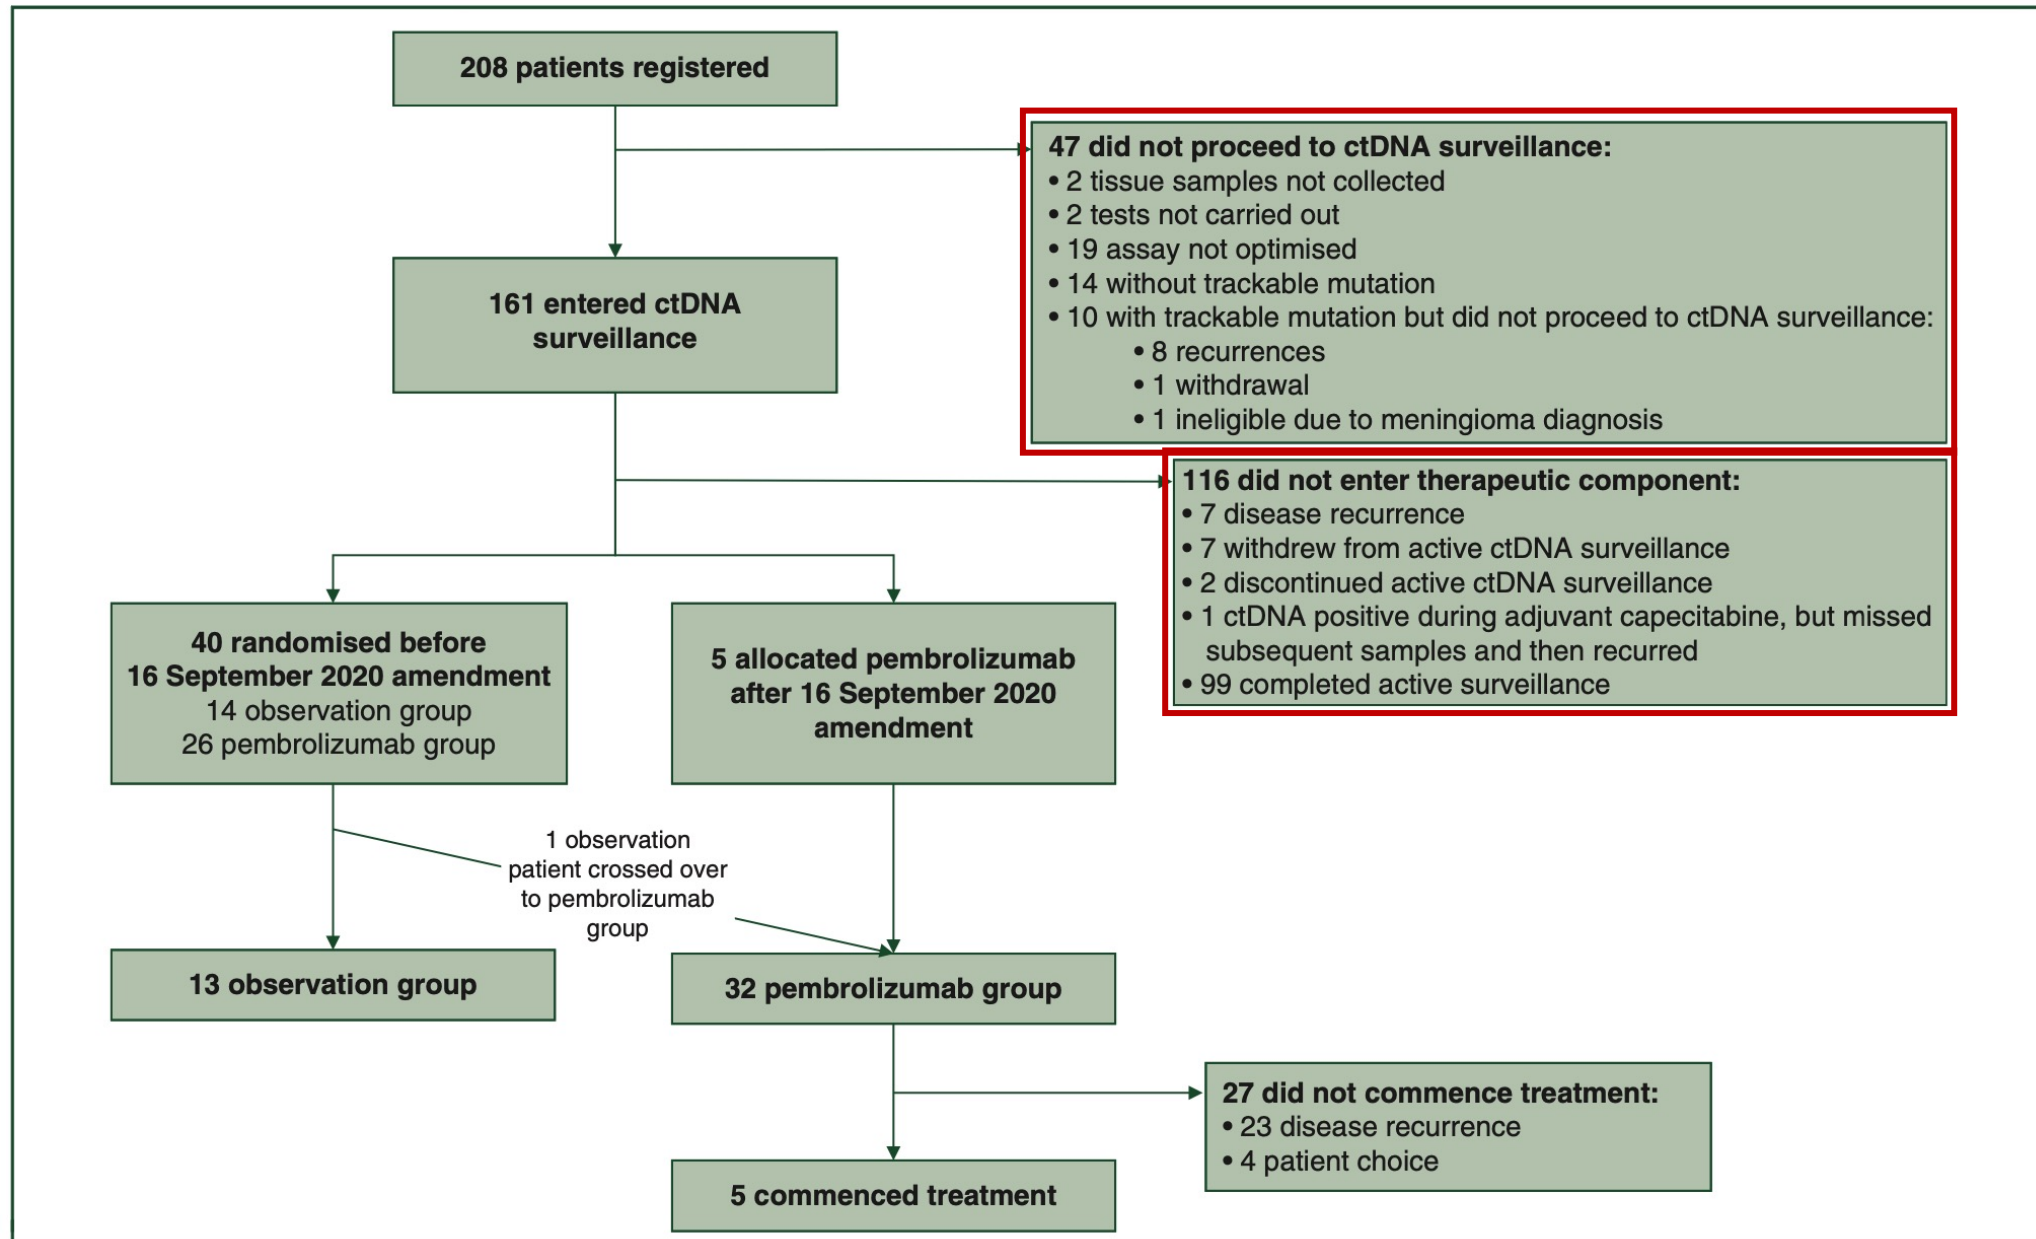 208 patients registered
47 did not proceed to ctDNA surveillance:
• 2 tissue samples not collected
• 2 tests not carried out
• 19 assay not optimised
• 14 without trackable mutation
• 10 with trackable mutation but did not proceed to ctDNA surveillance:
• 8 recurrences
• 1 withdrawal
• 1 ineligible due to meningioma diagnosis
161 entered ctDNA
surveillance
116 did not enter therapeutic component:
• 7 disease recurrence
• 7 withdrew from active ctDNA surveillance
• 2 discontinued active ctDNA surveillance
• 1 ctDNA positive during adjuvant capecitabine, but missed
subsequent samples and then recurred
• 99 completed active surveillance
40 randomised before
16 September 2020 amendment
14 observation group
26 pembrolizumab group
5 allocated pembrolizumab
after 16 September 2020
amendment
1 observation
patient crossed over
to pembrolizumab
group
13 observation group
32 pembrolizumab group
27 did not commence treatment:
• 23 disease recurrence
• 4 patient choice
5 commenced treatment